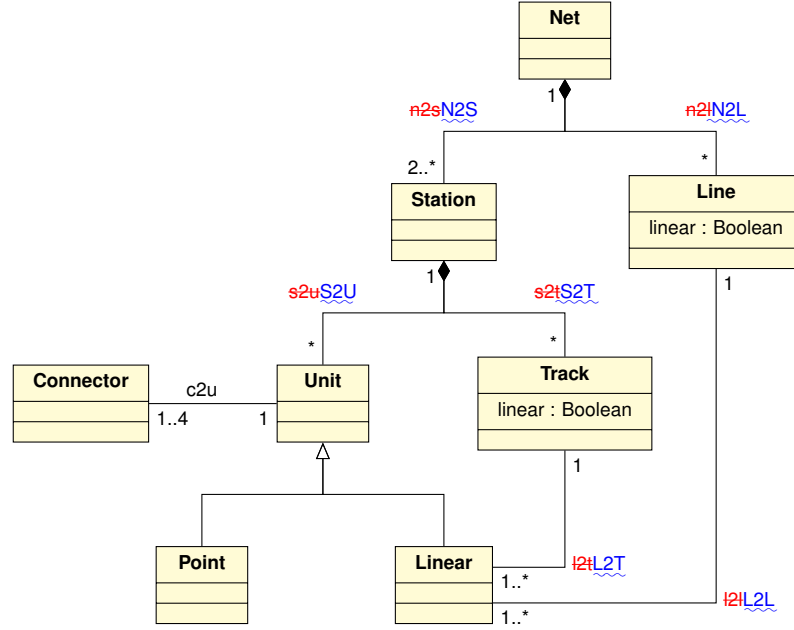 Net
1
n2sN2S
n2lN2L
2..*
*
Station
Line
linear : Boolean
1
1
s2uS2U
s2tS2T
*
*
Connector
c2u
Unit
Track
linear : Boolean
1..4
1
1
Point
Linear
l2tL2T
1..*
l2lL2L
1..*